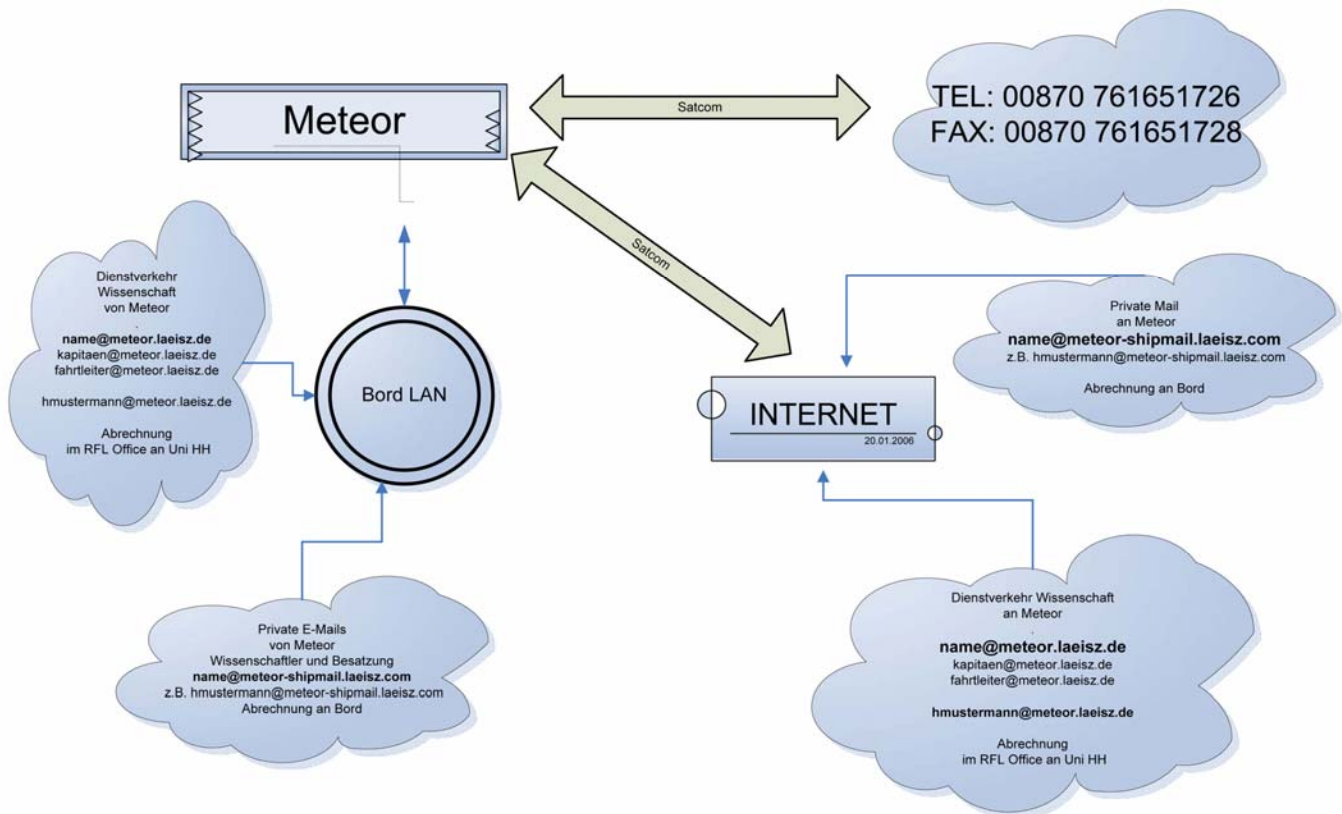 Meteor
Satcom
TEL: 00870 761651726
FAX: 00870 761651728
Satcom
Dienstverkehr
Wissenschaft
von Meteor
.
name@meteor.laeisz.de
kapitaen@meteor.laeisz.de
fahrtleiter@meteor.laeisz.de
hmustermann@meteor.laeisz.de
Abrechnung
im RFL Office an Uni HH
Bord LAN
Private Mail
an Meteor
name@meteor-shipmail.laeisz.com
z.B. hmustermann@meteor-shipmail.laeisz.com
Abrechnung an Bord
INTERNET
20.01.2006
Private E-Mails
von Meteor
Wissenschaftler und Besatzung
name@meteor-shipmail.laeisz.com
z.B. hmustermann@meteor-shipmail.laeisz.com
Abrechnung an Bord
Dienstverkehr Wissenschaft
an Meteor
.
name@meteor.laeisz.de
kapitaen@meteor.laeisz.de
fahrtleiter@meteor.laeisz.de
hmustermann@meteor.laeisz.de
Abrechnung
im RFL Office an Uni HH